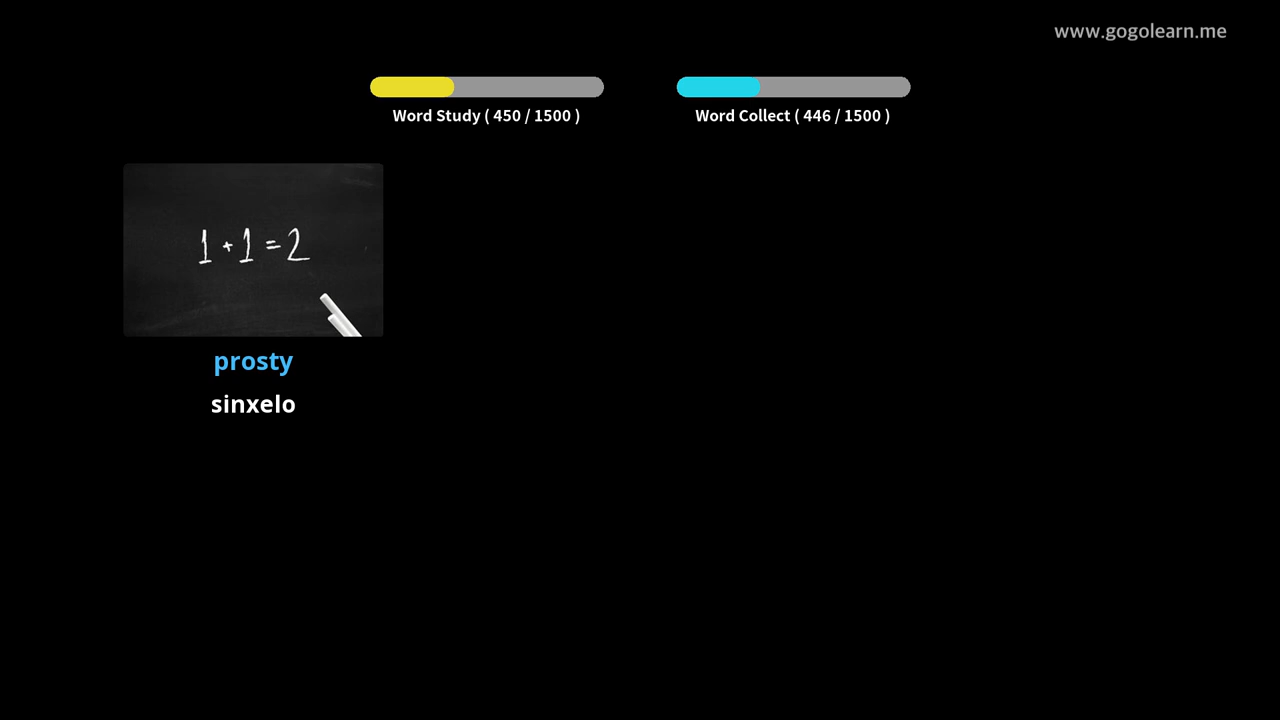 www.gogolearn.me
Word Study ( 450 / 1500 )
Word Collect ( 446 / 1500 )
1 + 1 = 2
prosty
sinxelo